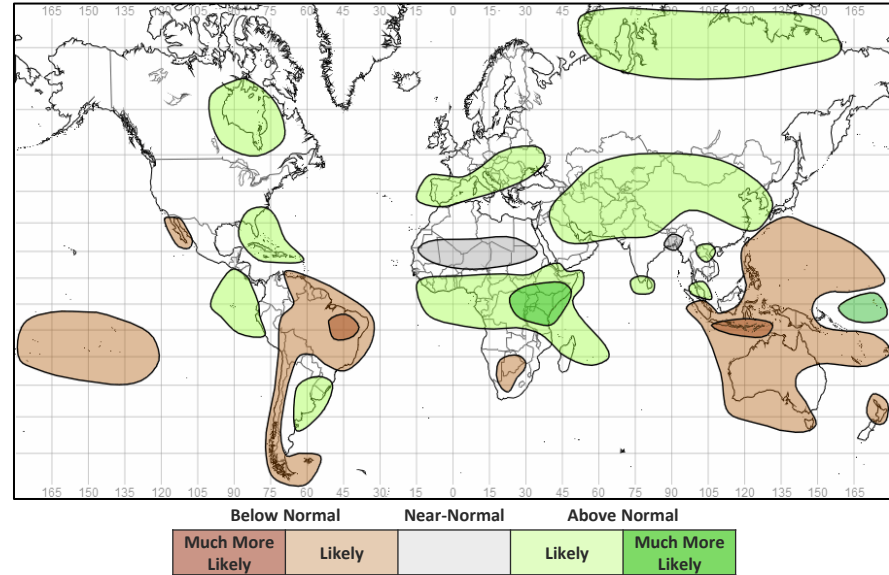 165 150 135 120 105 90 75 60 45 30 15 0 15 30 45 60 75 90 105 120 135 150 165
165 150 135 120 105 90 75 60 45 30 15 0 15 30 45 60 75 90 105 120 135 150 165
Below Normal Near-Normal Above Normal
Much More Likely Likely Much More
Likely Likely